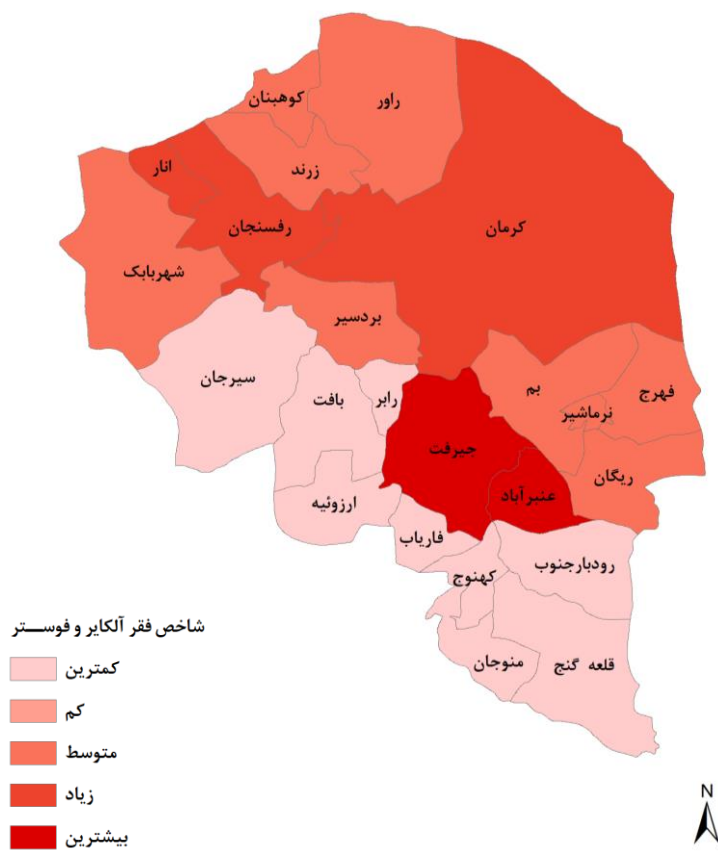 کوهبنان
راور
زرند
انار
رفسنجان
کرمان
شهربابک
بردسیر
سیرجان
بافت
رابر
بم
نرماشیر
فهرج
جیرفت
عنبرآباد
ریگان
ارزوئیه
فاریاب
رودبارجنوب
کهنوج
منوجان
قلعه گنج
شاخص فقر آلکایر و فوستر
کمترین
کم
متوسط
زیاد
بیشترین
N